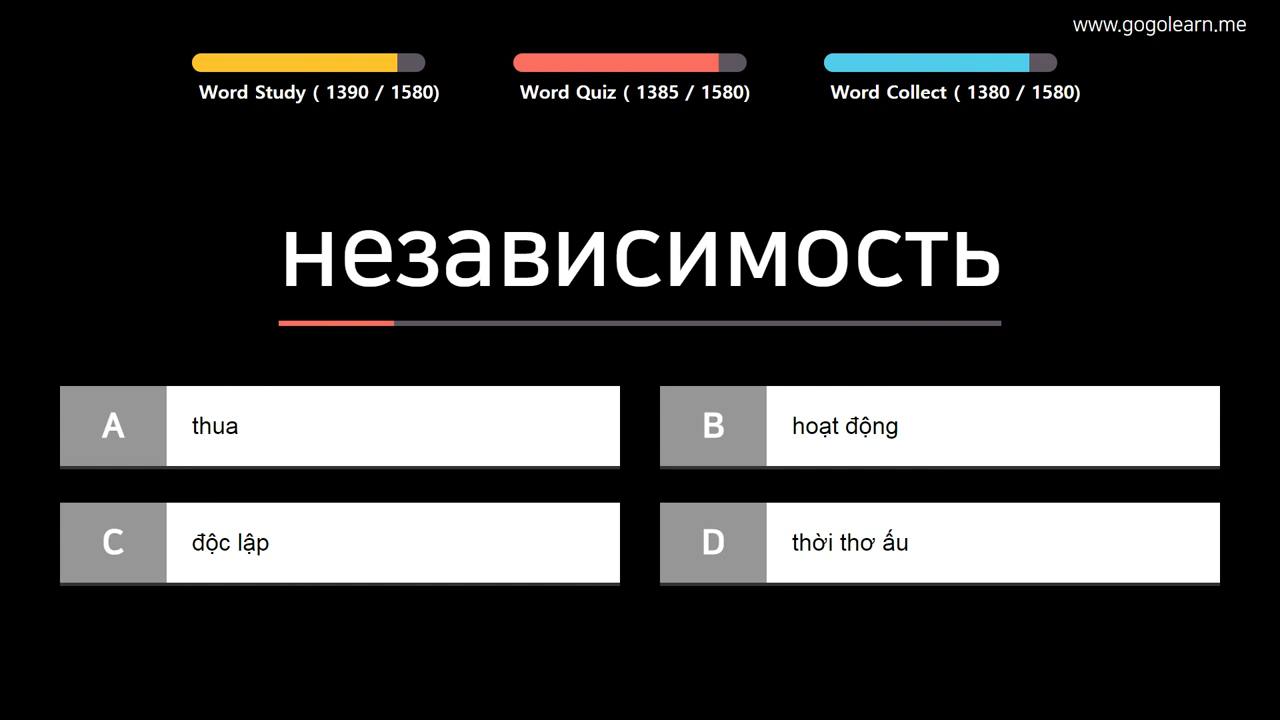 www.gogolearn.me
Word Study ( 1390 / 1580)
Word Quiz ( 1385 / 1580)
Word Collect ( 1380 / 1580)
независимость
A thua
B hoạt động
C độc lập
D thời thơ ấu